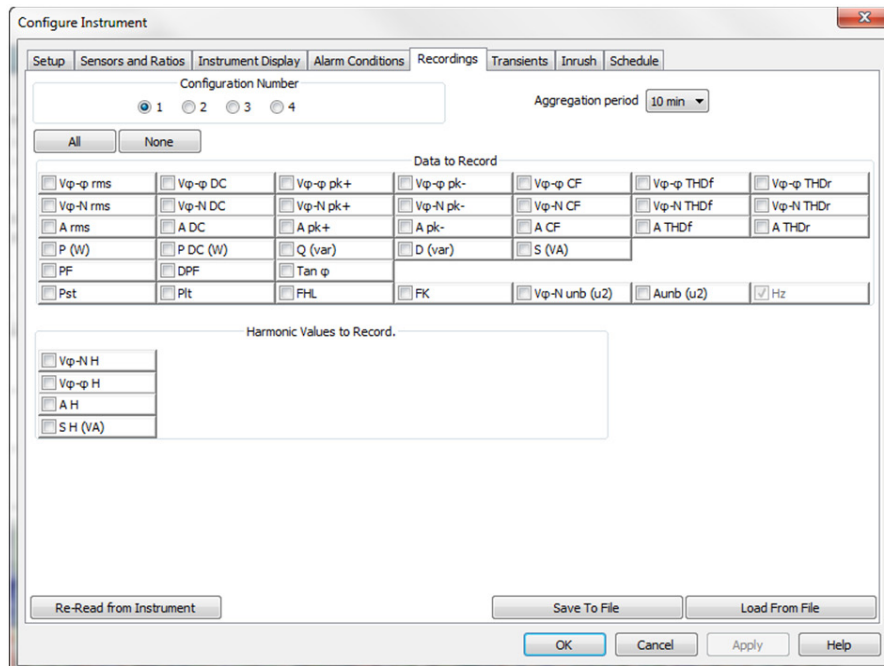 Configure Instrument
Setup Sensors and Ratios Instrument Display Alarm Conditions Recordings Transients Inrush Schedule
Configuration Number
1 2 3 4
Aggregation period 10 min
All None
Data to Record
Vφ-φ rms Vφ-φ DC Vφ-φ pk+ Vφ-φ pk- Vφ-φ CF Vφ-φ THDf Vφ-φ THDr
Vφ-N rms Vφ-N DC Vφ-N pk+ Vφ-N pk- Vφ-N CF Vφ-N THDf Vφ-N THDr
A rms A DC A pk+ A pk- A CF A THDf A THDr
P (W) P DC (W) Q (var) D (var) S (VA)
PF DPF Tan φ
Pst Plt FHL FK Vφ-N unb (u2) Aunb (u2) Hz
Harmonic Values to Record.
Vφ-N H
Vφ-φ H
A H
S H (VA)
Re-Read from Instrument Save To File Load From File
OK Cancel Apply Help